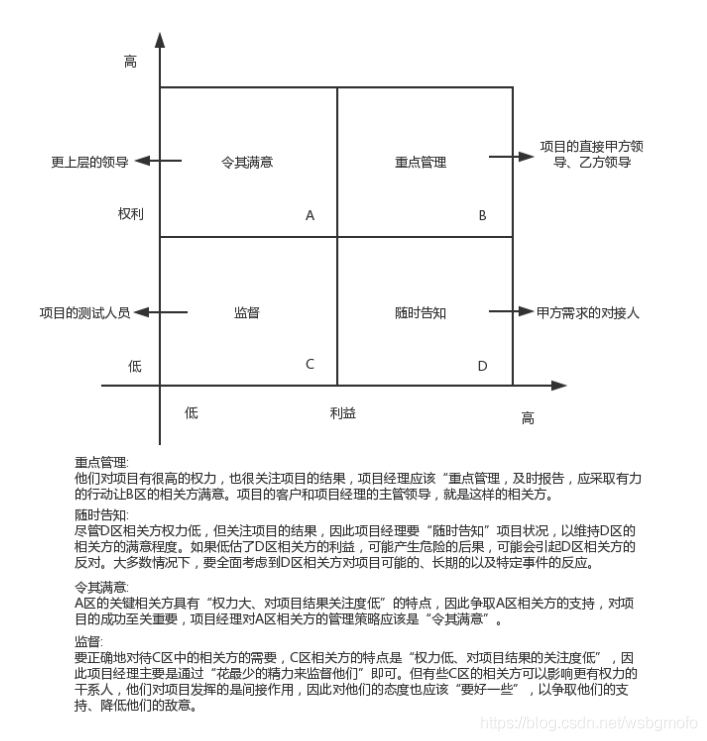 高
更上层的领导
令其满意
重点管理
项目的直接甲方领
导、乙方领导
权利
A
B
项目的测试人员
监督
随时告知
甲方需求的对接人
低
C
D
低
利益
高
重点管理:
他们对项目有很高的权力，也很关注项目的结果，项目经理应该“重点管理，及时报告，应采取有力
的行动让B区的相关方满意。项目的客户和项目经理的主管领导，就是这样的相关方。
随时告知:
尽管D区相关方权力低，但关注项目的结果，因此项目经理要“随时告知”项目状况，以维持D区的
相关方的满意程度。如果低估了D区相关方的利益，可能产生危险的后果，可能会引起D区相关方的
反对。大多数情况下，要全面考虑到D区相关方对项目可能的、长期的以及特定事件的反应。
令其满意:
A区的关键相关方具有“权力大、对项目结果关注度低”的特点，因此争取A区相关方的支持，对项
目的成功至关重要，项目经理对A区相关方的管理策略应该是“令其满意”。
监督:
要正确地对待C区中的相关方的需要，C区相关方的特点是“权力低、对项目结果的关注度低”，因
此项目经理主要是通过“花最少的精力来监督他们”即可。但有些C区的相关方可以影响更有权力的
干系人，他们对项目发挥的是间接作用，因此对他们的态度也应该“要好一些”，以争取他们的支
持、降低他们的敌意。
https://blog.csdn.net/wsbgmofo